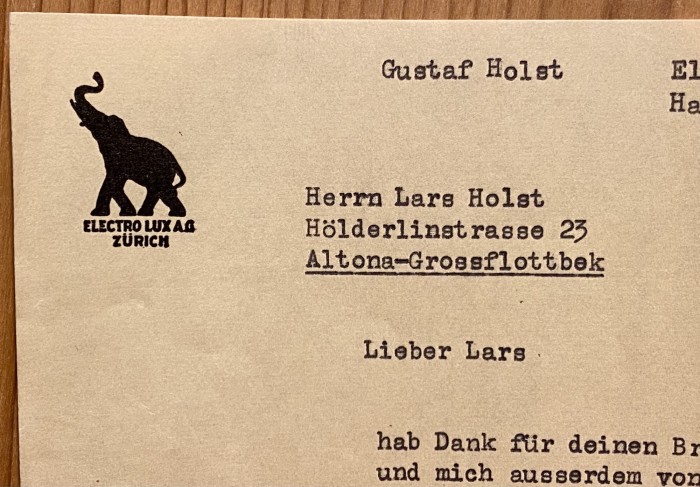 Gustaf Holst
ELECTRO LUX A.G.
ZÜRICH
Herrn Lars Holst
Hölderlinstrasse 23
Altona-Grossflottbek
Lieber Lars
hab Dank für deinen
und mich ausserdem von